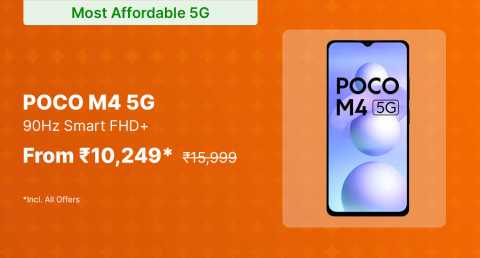 Most Affordable 5G
POCO M4 5G
90Hz Smart FHD+
From ₹10,249* ₹15,999
*Incl. All Offers
POCO
M4 5G